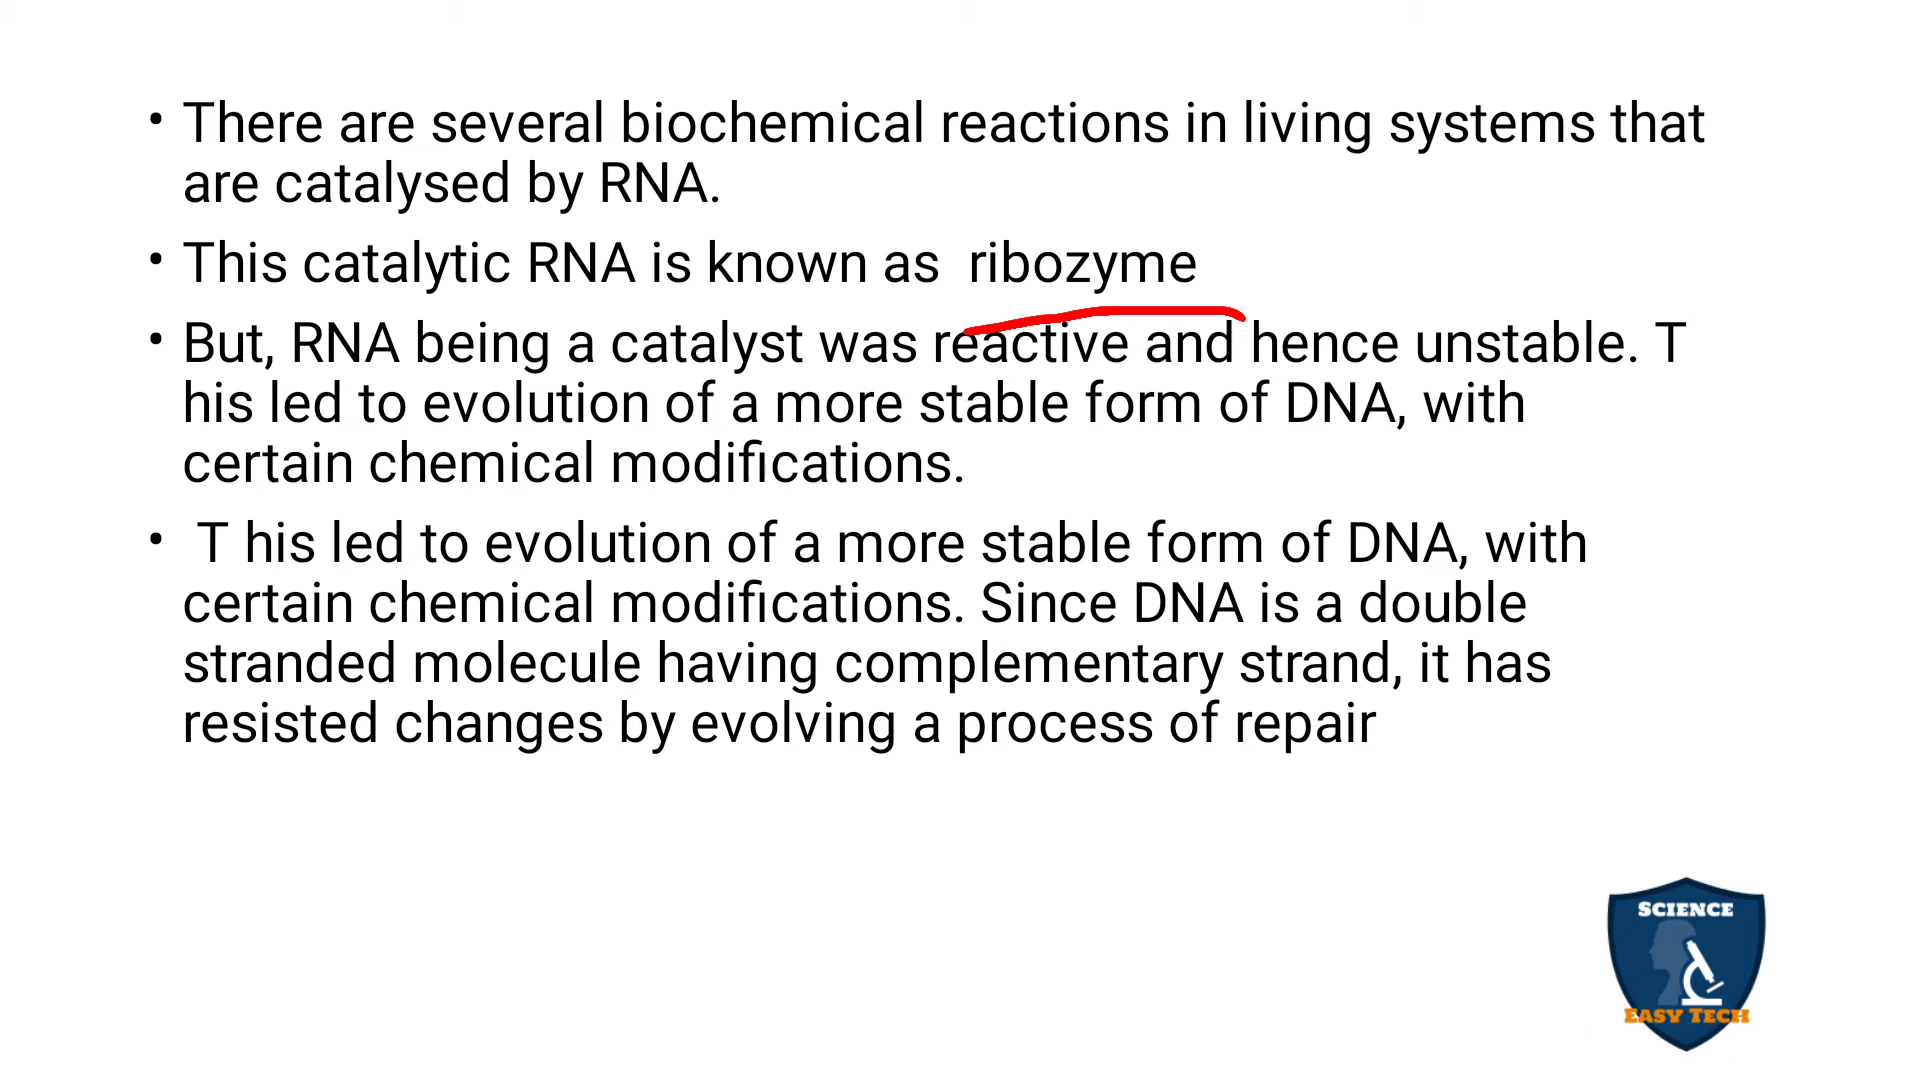 • There are several biochemical reactions in living systems that
are catalysed by RNA.
• This catalytic RNA is known as  ribozyme
• But, RNA being a catalyst was reactive and hence unstable. T
his led to evolution of a more stable form of DNA, with
certain chemical modifications.
•  T his led to evolution of a more stable form of DNA, with
certain chemical modifications. Since DNA is a double
stranded molecule having complementary strand, it has
resisted changes by evolving a process of repair
SCIENCE
EASY TECH